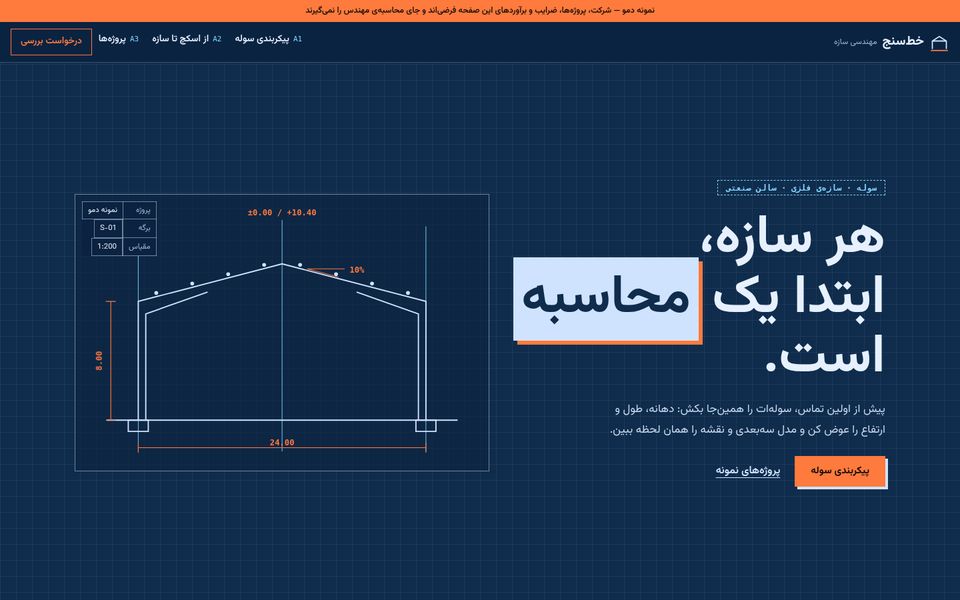 نمونه دمو — شرکت، پروژه‌ها، ضرایب و برآوردهای این صفحه فرضی‌اند و جای محاسبه‌ی مهندس را نمی‌گیرند
خط‌سنج مهندسی سازه
A1 پیکربندی سوله
A2 از اسکچ تا سازه
A3 پروژه‌ها
درخواست بررسی
سوله · سازه‌ی فلزی · سالن صنعتی
هر سازه،
ابتدا یک محاسبه
است.
پیش از اولین تماس، سوله‌ات را همین‌جا بکش: دهانه، طول و
ارتفاع را عوض کن و مدل سه‌بعدی و نقشه را همان لحظه ببین.
پیکربندی سوله
پروژه‌های نمونه
پروژه نمونه دمو
برگه S-01
مقیاس 1:200
±0.00 / +10.40
10%
8.00
24.00